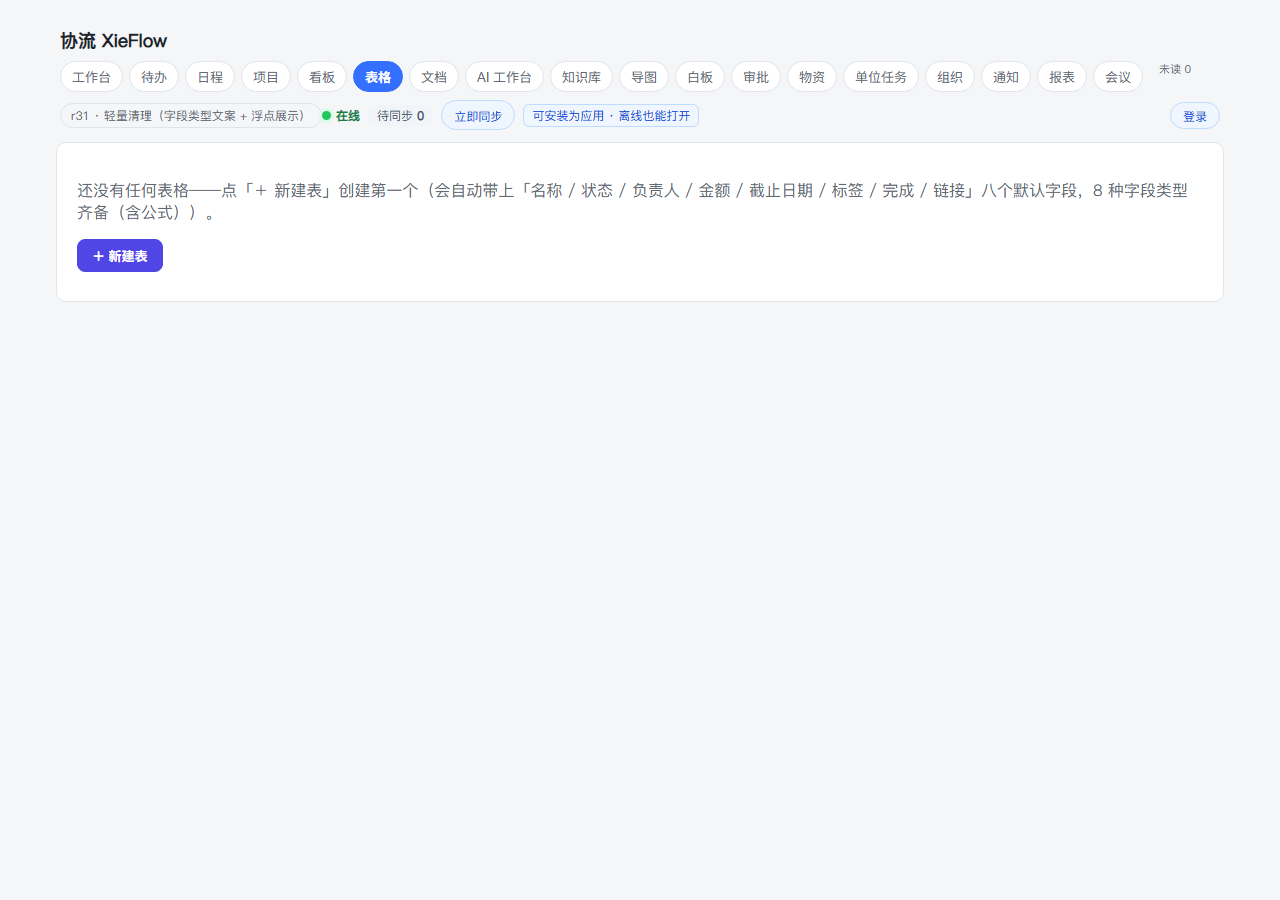 协流 XieFlow
工作台 待办 日程 项目 看板 表格 文档 AI 工作台 知识库 导图 白板 审批 物资 单位任务 组织 通知 报表 会议 未读 0
r31 · 轻量清理（字段类型文案 + 浮点展示） 在线 待同步 0 立即同步 可安装为应用 · 离线也能打开 登录
还没有任何表格——点「＋ 新建表」创建第一个（会自动带上「名称 / 状态 / 负责人 / 金额 / 截止日期 / 标签 / 完成 / 链接」八个默认字段，8 种字段类型
齐备（含公式））。
＋ 新建表